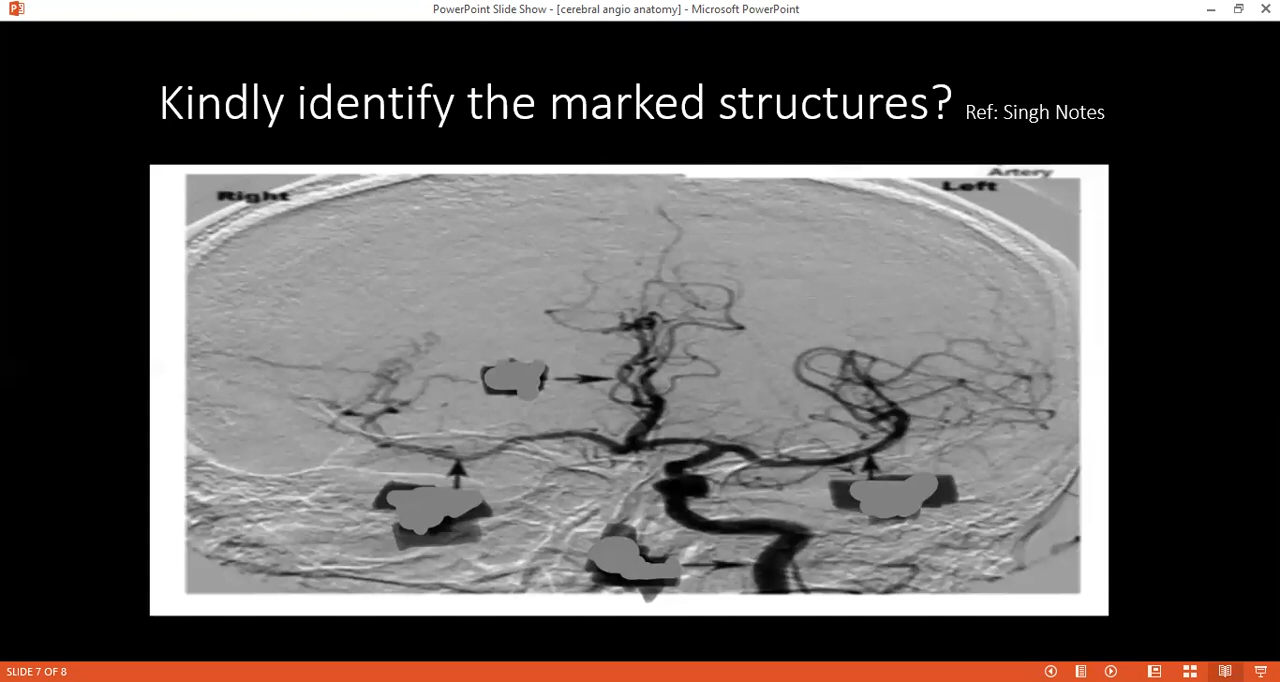 PowerPoint Slide Show - [cerebral angio anatomy] - Microsoft PowerPoint
Kindly identify the marked structures? Ref: Singh Notes
Artery
Right
Left
SLIDE 7 OF 8